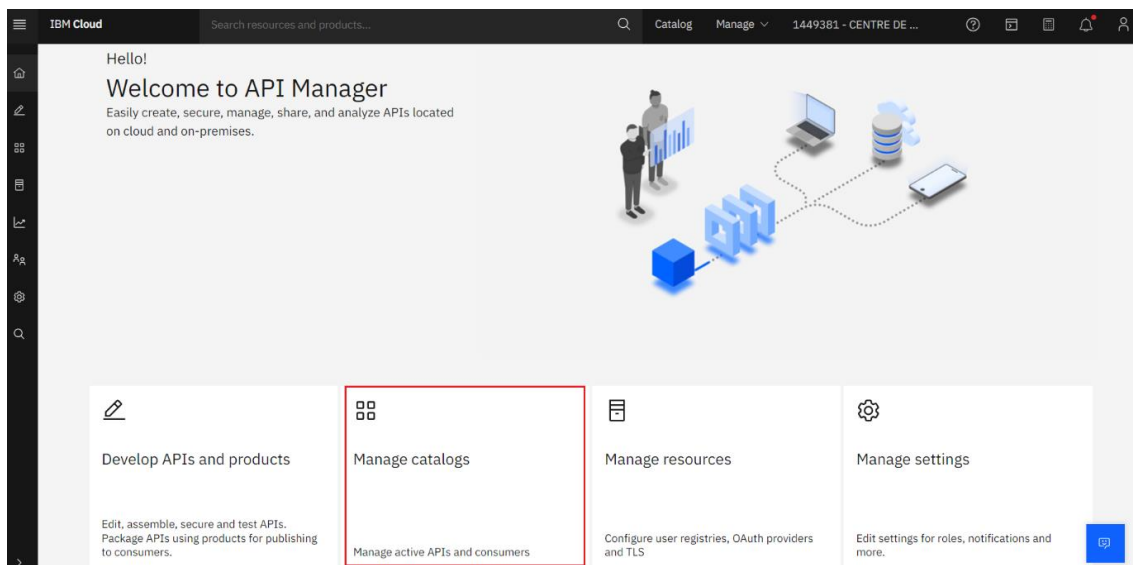 IBM Cloud
Search resources and products...
Catalog
Manage
1449381 - CENTRE DE ...
Hello!
Welcome to API Manager
Easily create, secure, manage, share, and analyze APIs located
on cloud and on-premises.
Develop APIs and products
Edit, assemble, secure and test APIs.
Package APIs using products for publishing
to consumers.
Manage catalogs
Manage active APIs and consumers
Manage resources
Configure user registries, OAuth providers
and TLS
Manage settings
Edit settings for roles, notifications and
more.